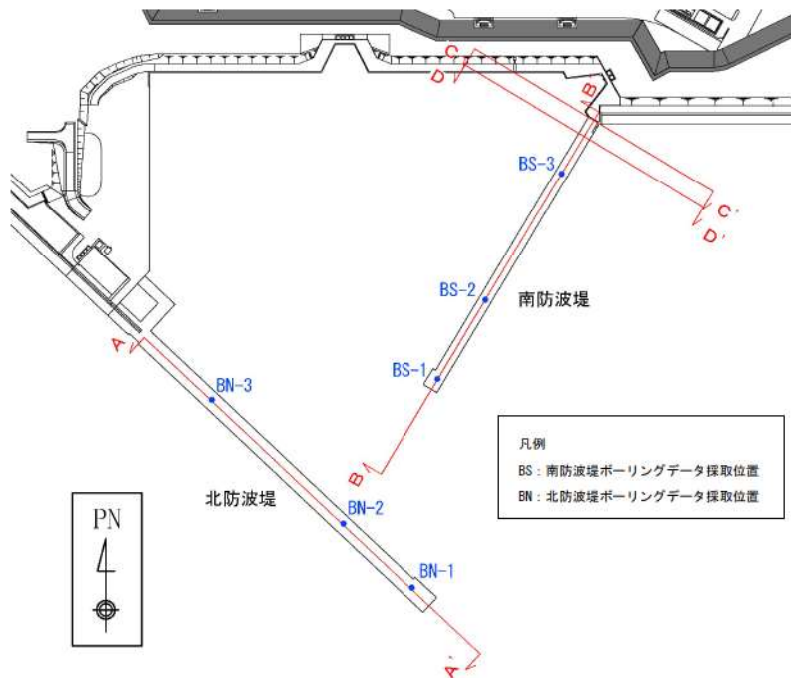 C
D
B
BS-3
C'
D'
BS-2
南防波堤
A
BS-1
BN-3
凡例
BS：南防波堤ボーリングデータ採取位置
BN：北防波堤ボーリングデータ採取位置
B
北防波堤
PN
BN-2
BN-1
A'